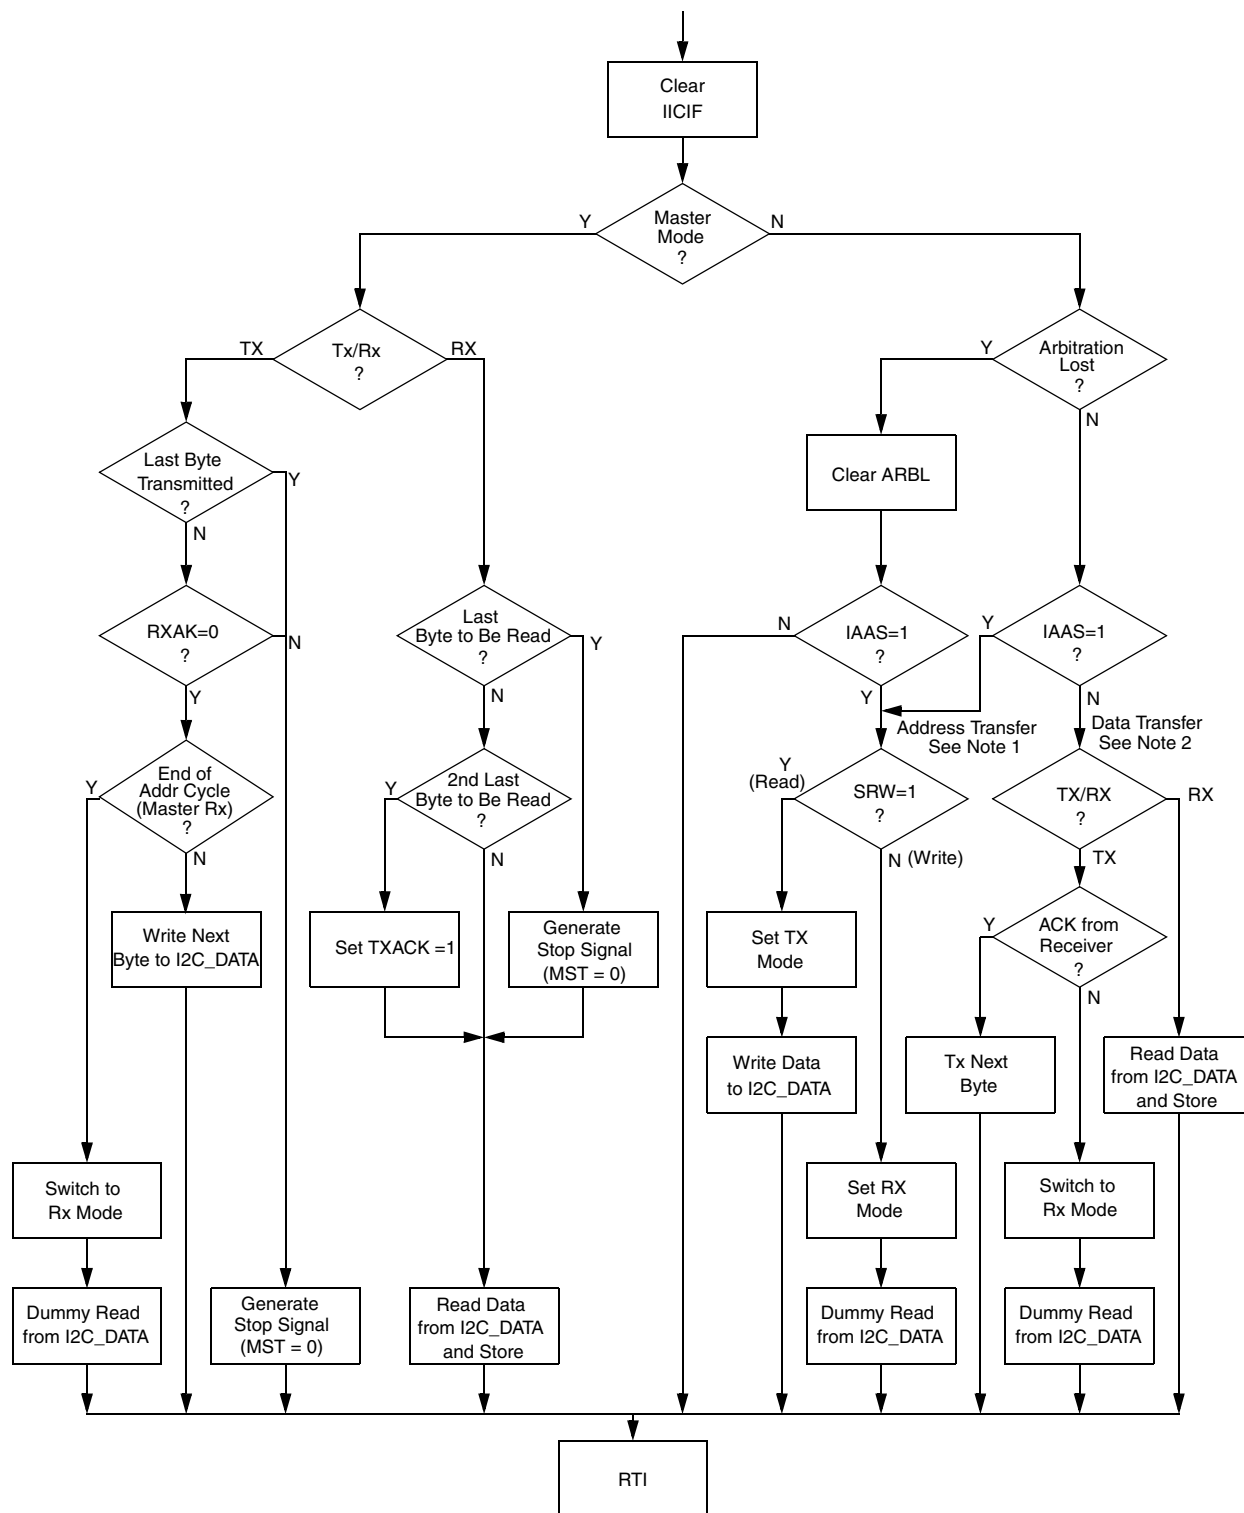 Clear
IICIF
Master
Mode
?
Y
N
Tx/Rx
?
TX
RX
Arbitration
Lost
?
Y
N
Last Byte
Transmitted
?
Y
N
Clear ARBL
RXAK=0
?
N
Y
Last
Byte to Be Read
?
Y
N
IAAS=1
?
N
Y
IAAS=1
?
Y
N
Address Transfer
See Note 1
Data Transfer
See Note 2
End of
Addr Cycle
(Master Rx)
?
Y
N
2nd Last
Byte to Be Read
?
Y
N
SRW=1
?
Y
(Read)
N (Write)
TX/RX
?
RX
TX
Write Next
Byte to I2C_DATA
Set TXACK =1
Generate
Stop Signal
(MST = 0)
Set TX
Mode
ACK from
Receiver
?
Y
N
Write Data
to I2C_DATA
Tx Next
Byte
Read Data
from I2C_DATA
and Store
Switch to
Rx Mode
Set RX
Mode
Switch to
Rx Mode
Dummy Read
from I2C_DATA
Generate
Stop Signal
(MST = 0)
Read Data
from I2C_DATA
and Store
Dummy Read
from I2C_DATA
Dummy Read
from I2C_DATA
RTI